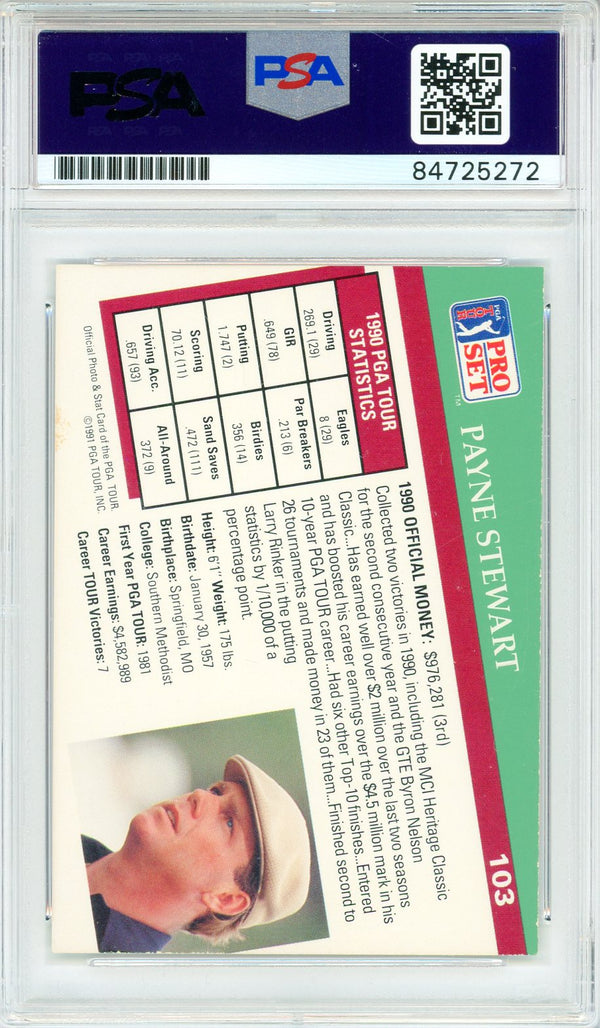 PSA
PSA
84725272
PGA
TOUR
PRO
SET
™
PAYNE STEWART
103
1990 PGA TOUR
STATISTICS
Driving
269.1 (29)
Eagles
8 (29)
GIR
.649 (78)
Par Breakers
.213 (6)
Putting
1.747 (2)
Birdies
356 (14)
Scoring
70.12 (11)
Sand Saves
.472 (111)
Driving Acc.
.657 (93)
All-Around
372 (9)
Official Photo & Stat Card of the PGA TOUR.
©1991 PGA TOUR, INC.
1990 OFFICIAL MONEY: $976,281 (3rd)
Collected two victories in 1990, including the MCI Heritage Classic
for the second consecutive year and the GTE Byron Nelson
Classic...Has earned well over $2 million over the last two seasons
and has boosted his career earnings over the $4.5 million mark in his
10-year PGA TOUR career...Had six other Top-10 finishes...Entered
26 tournaments and made money in 23 of them...Finished second to
Larry Rinker in the putting
statistics by 1/10,000 of a
percentage point.
Height: 6'1" Weight: 175 lbs.
Birthdate: January 30, 1957
Birthplace: Springfield, MO
College: Southern Methodist
First Year PGA TOUR: 1981
Career Earnings: $4,582,989
Career TOUR Victories: 7